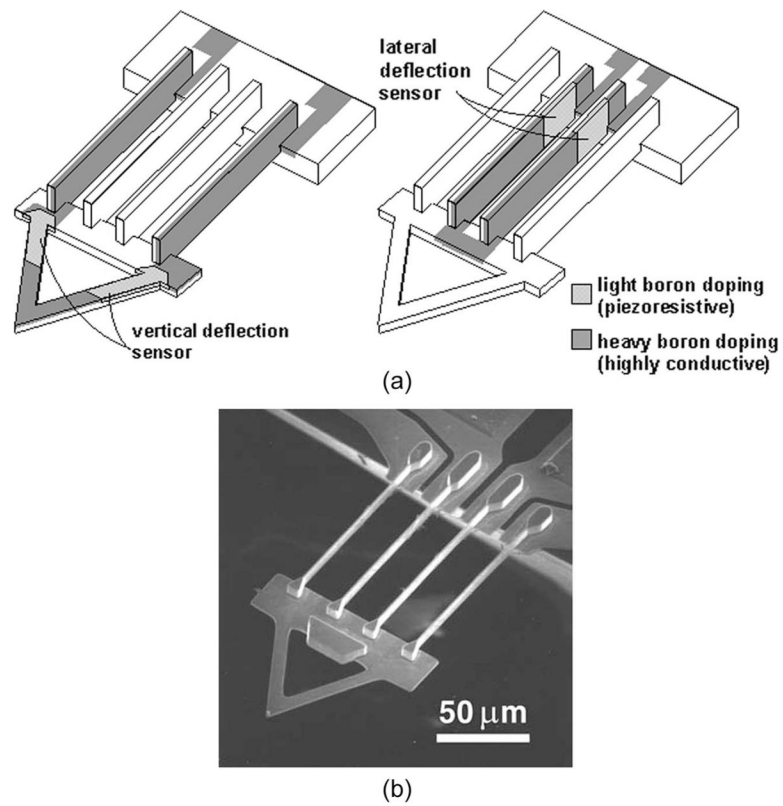 lateral
deflection
sensor
vertical deflection
sensor
light boron doping
(piezoresistive)
heavy boron doping
(highly conductive)
(a)
50 μm
(b)